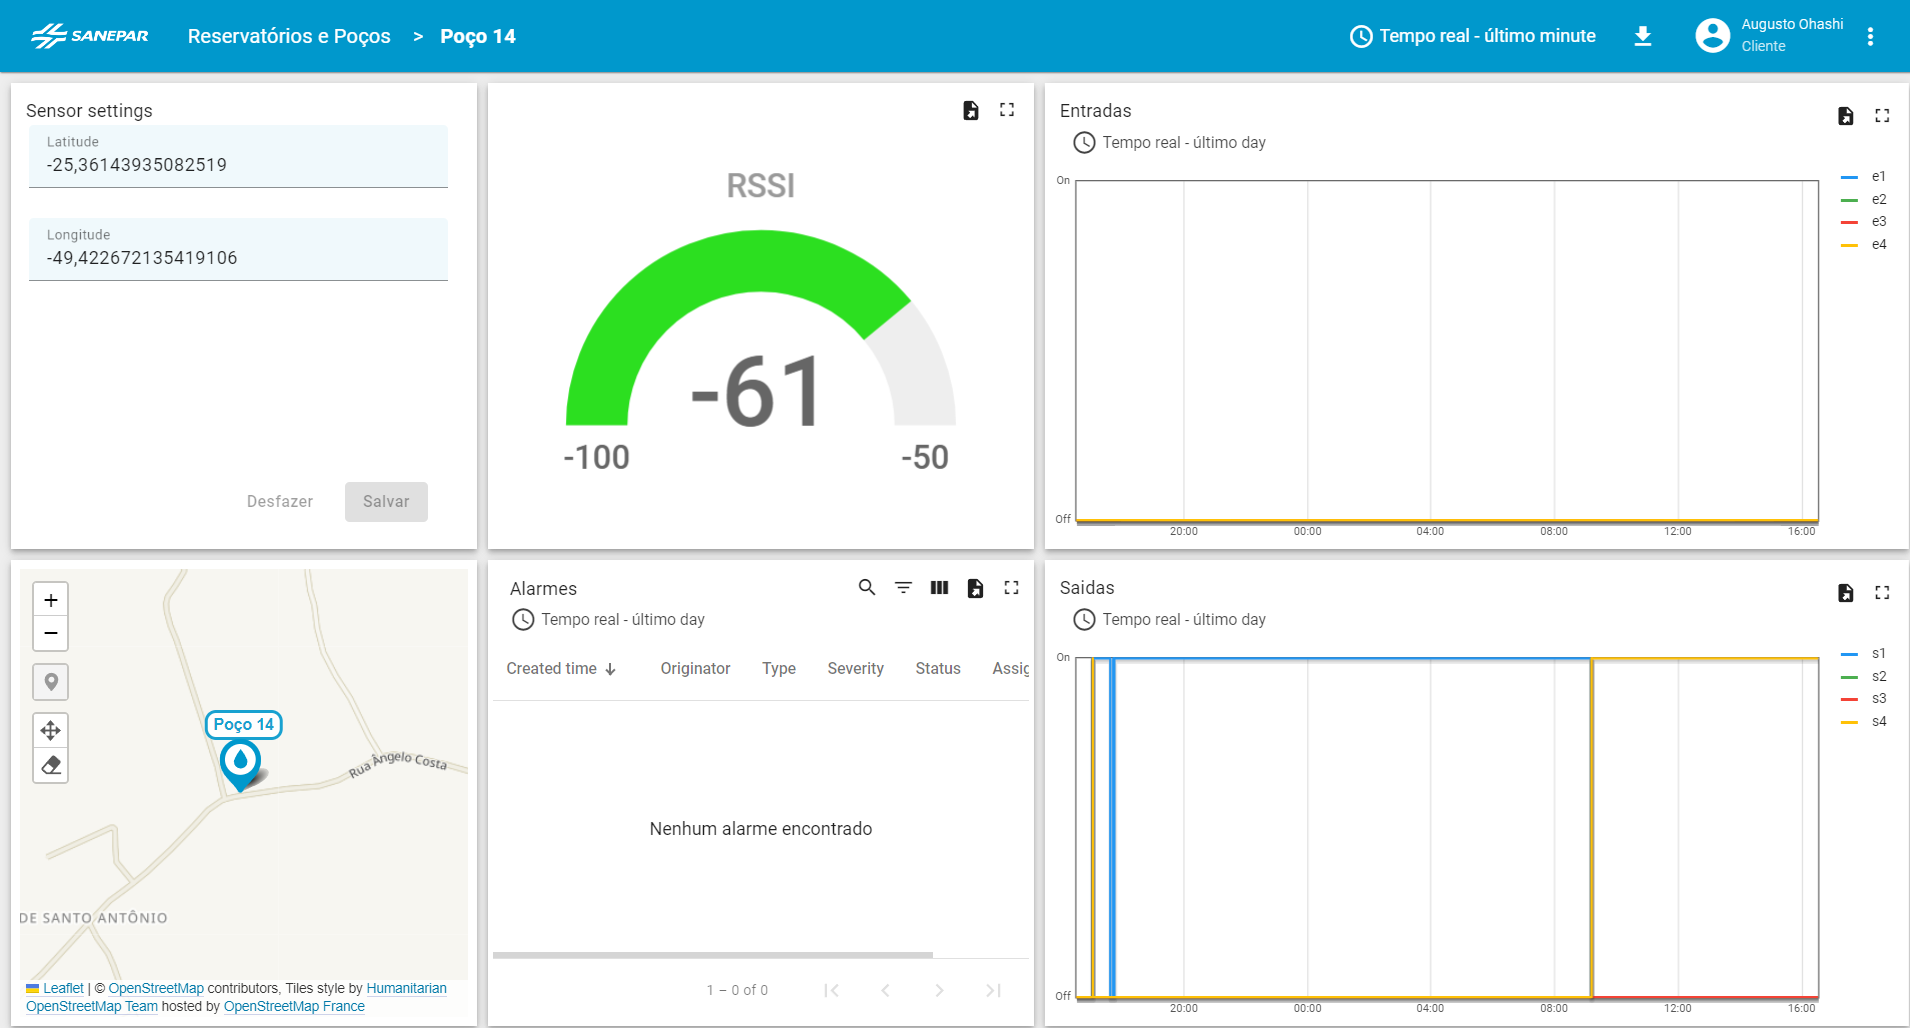 SANEPAR
Reservatórios e Poços > Poço 14
Tempo real - último minute
Augusto Ohashi
Cliente
Sensor settings
Latitude
-25,36143935082519
Longitude
-49,422672135419106
Desfazer
Salvar
RSSI
-61
-100
-50
Entradas
Tempo real - último day
On
Off
20:00
00:00
04:00
08:00
12:00
16:00
e1
e2
e3
e4
+
−
Poço 14
Rua Ângelo Costa
DE SANTO ANTÔNIO
Leaflet | © OpenStreetMap contributors, Tiles style by Humanitarian
OpenStreetMap Team hosted by OpenStreetMap France
Alarmes
Tempo real - último day
Created time
Originator
Type
Severity
Status
Assig
Nenhum alarme encontrado
1 – 0 of 0
Saidas
Tempo real - último day
On
Off
20:00
00:00
04:00
08:00
12:00
16:00
s1
s2
s3
s4